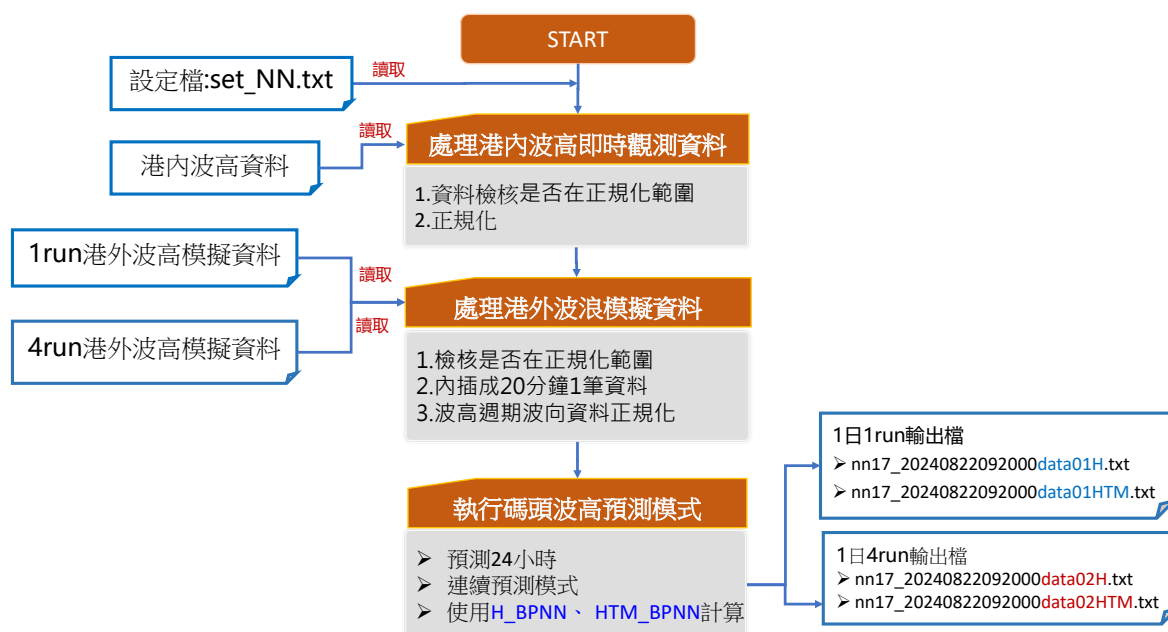 START
設定檔:set_NN.txt
讀取
港內波高資料
讀取
處理港內波高即時觀測資料
1.資料檢核是否在正規化範圍
2.正規化
1run港外波高模擬資料
讀取
4run港外波高模擬資料
讀取
處理港外波浪模擬資料
1.檢核是否在正規化範圍
2.內插成20分鐘1筆資料
3.波高週期波向資料正規化
執行碼頭波高預測模式
➢ 預測24小時
➢ 連續預測模式
➢ 使用H_BPNN、 HTM_BPNN計算
1日1run輸出檔
➢ nn17_20240822092000data01H.txt
➢ nn17_20240822092000data01HTM.txt
1日4run輸出檔
➢ nn17_20240822092000data02H.txt
➢ nn17_20240822092000data02HTM.txt